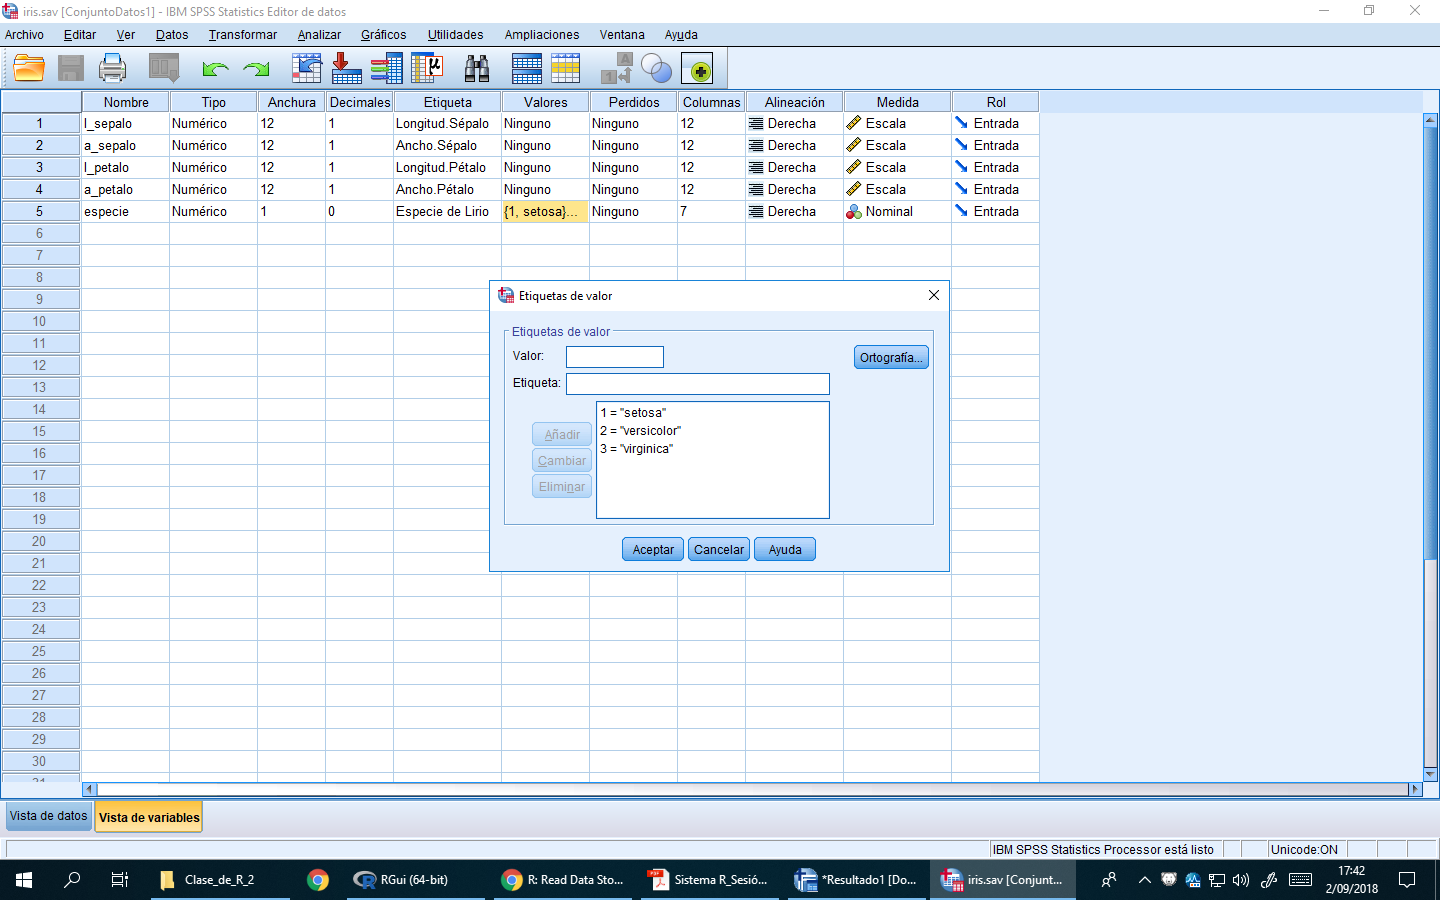 iris.sav [ConjuntoDatos1] - IBM SPSS Statistics Editor de datos
Archivo Editar Ver Datos Transformar Analizar Gráficos Utilidades Ampliaciones Ventana Ayuda
Nombre Tipo Anchura Decimales Etiqueta Valores Perdidos Columnas Alineación Medida Rol
1 l_sepalo Numérico 12 1 Longitud.Sépalo Ninguno Ninguno 12 Derecha Escala Entrada
2 a_sepalo Numérico 12 1 Ancho.Sépalo Ninguno Ninguno 12 Derecha Escala Entrada
3 l_petalo Numérico 12 1 Longitud.Pétalo Ninguno Ninguno 12 Derecha Escala Entrada
4 a_petalo Numérico 12 1 Ancho.Pétalo Ninguno Ninguno 12 Derecha Escala Entrada
5 especie Numérico 1 0 Especie de Lirio {1, setosa}... Ninguno 7 Derecha Nominal Entrada
6
7
8
9
10
11
12
13
14
15
16
17
18
19
20
21
22
23
24
25
26
27
28
29
30
31
Etiquetas de valor
Etiquetas de valor
Valor:
Ortografía...
Etiqueta:
1 = "setosa"
2 = "versicolor"
3 = "virginica"
Añadir
Cambiar
Eliminar
Aceptar Cancelar Ayuda
Vista de datos Vista de variables
IBM SPSS Statistics Processor está listo Unicode:ON
Clase_de_R_2 RGui (64-bit) R: Read Data Sto... Sistema R_Sesió... *Resultado1 [Do... iris.sav [Conjunt...
17:42
2/09/2018